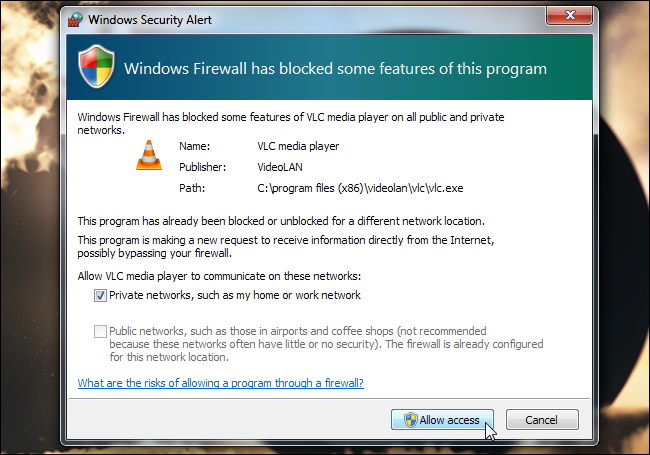 Windows Security Alert
Windows Firewall has blocked some features of this program
Windows Firewall has blocked some features of VLC media player on all public and private
networks.
Name: VLC media player
Publisher: VideoLAN
Path: C:\program files (x86)\videolan\vlc\vlc.exe
This program has already been blocked or unblocked for a different network location.
This program is making a new request to receive information directly from the Internet,
possibly bypassing your firewall.
Allow VLC media player to communicate on these networks:
Private networks, such as my home or work network
Public networks, such as those in airports and coffee shops (not recommended
because these networks often have little or no security). The firewall is already configured
for this network location.
What are the risks of allowing a program through a firewall?
Allow access Cancel